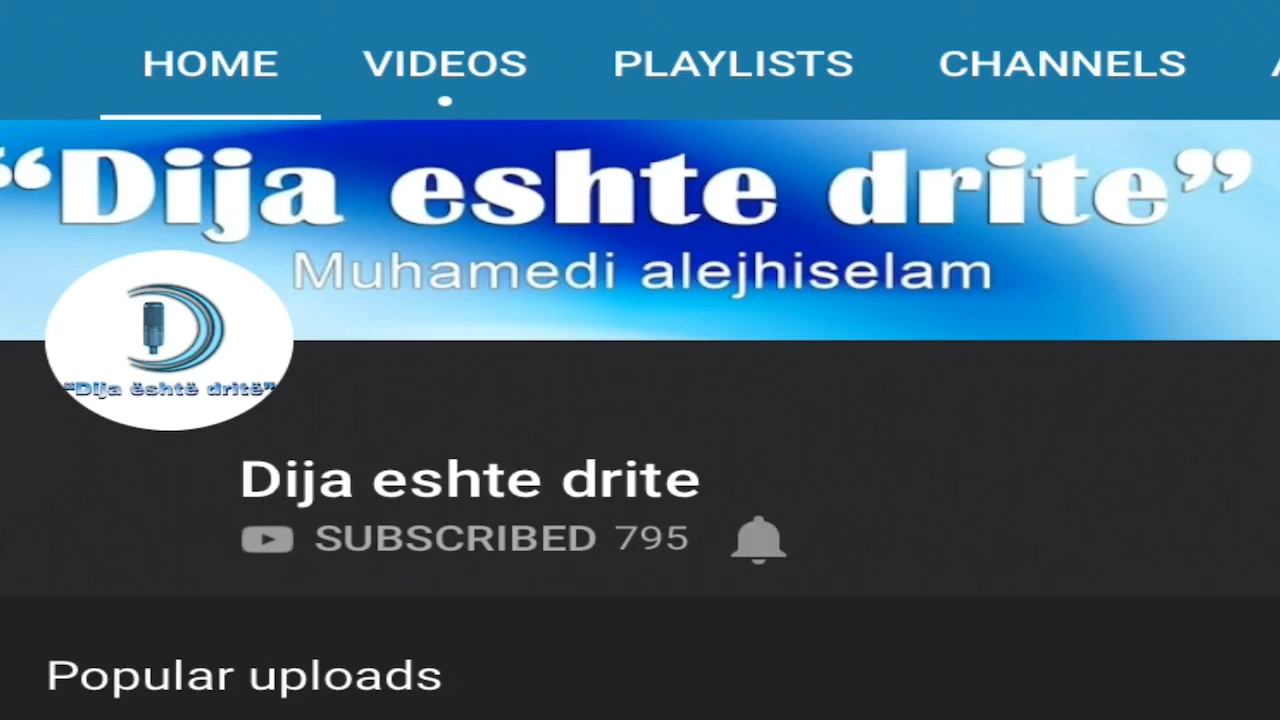 HOME VIDEOS PLAYLISTS CHANNELS
“Dija eshte drite”
Muhamedi alejhiselam
“Dija është dritë”
Dija eshte drite
SUBSCRIBED 795
Popular uploads